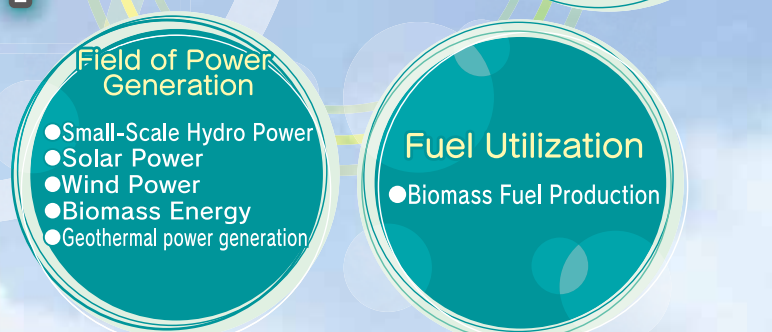 Field of Power
Generation
●Small-Scale Hydro Power
●Solar Power
●Wind Power
●Biomass Energy
●Geothermal power generation
Fuel Utilization
●Biomass Fuel Production